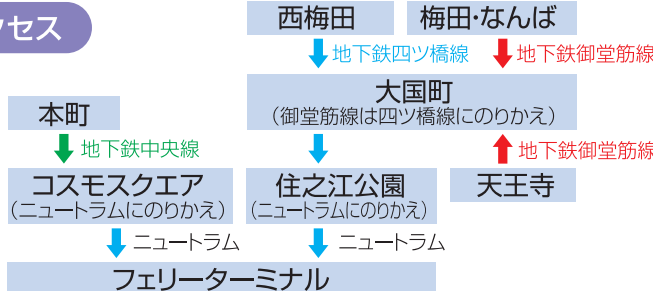 クセス
西梅田
梅田・なんば
地下鉄四ツ橋線
地下鉄御堂筋線
大国町
（御堂筋線は四ツ橋線にのりかえ）
本町
地下鉄中央線
地下鉄御堂筋線
コスモスクエア
（ニュートラムにのりかえ）
住之江公園
（ニュートラムにのりかえ）
天王寺
ニュートラム
ニュートラム
フェリーターミナル